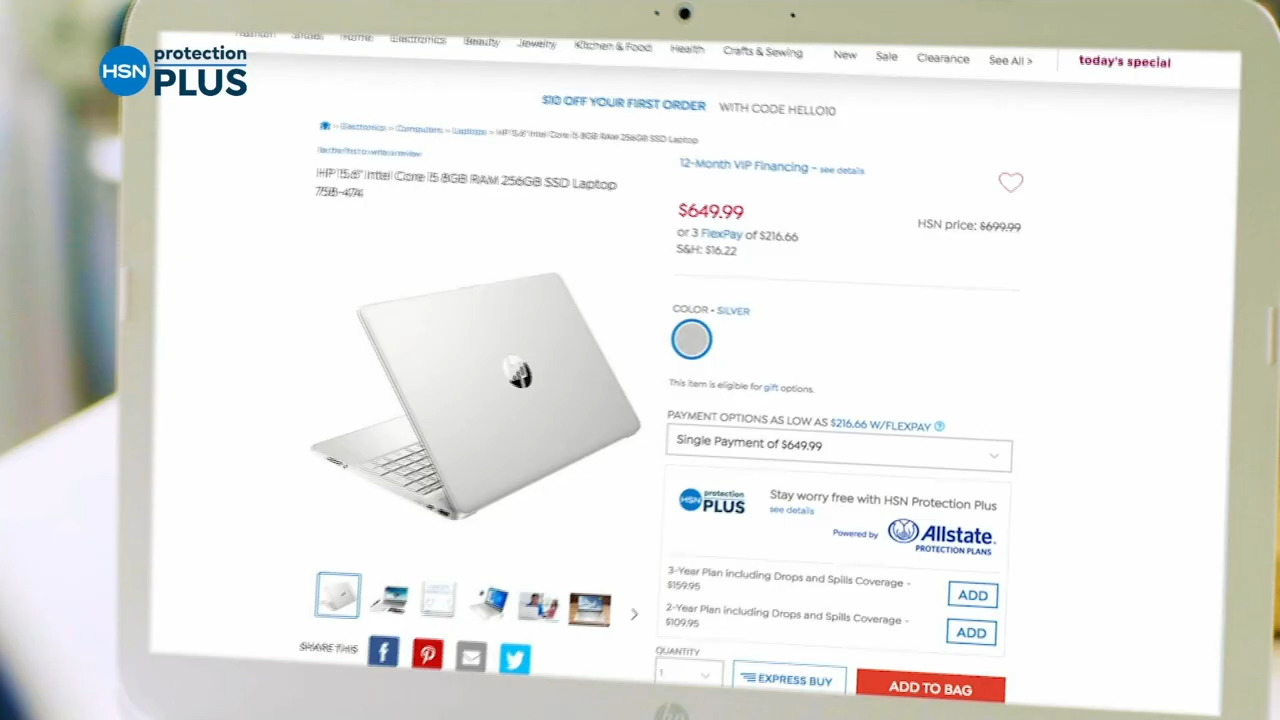 HSN protection PLUS
Fashion Shoes Home Electronics Beauty Jewelry Kitchen & Food Health Crafts & Sewing New Sale Clearance See All > today's special
$10 OFF YOUR FIRST ORDER WITH CODE HELLO10
> Electronics > Computers > Laptops > HP 15.6" Intel Core i5 8GB RAM 256GB SSD Laptop
Be the first to write a review
HP 15.6" Intel Core i5 8GB RAM 256GB SSD Laptop
758-474
12-Month VIP Financing - see details
$649.99
HSN price: $699.99
or 3 FlexPay of $216.66
S&H: $16.22
COLOR - SILVER
This item is eligible for gift options.
PAYMENT OPTIONS AS LOW AS $216.66 W/FLEXPAY ?
Single Payment of $649.99
HSN protection PLUS
Stay worry free with HSN Protection Plus
see details
Powered by Allstate.
PROTECTION PLANS
3-Year Plan including Drops and Spills Coverage -
$159.95
ADD
2-Year Plan including Drops and Spills Coverage -
$109.95
ADD
SHARE THIS
QUANTITY
1
EXPRESS BUY
ADD TO BAG
hp